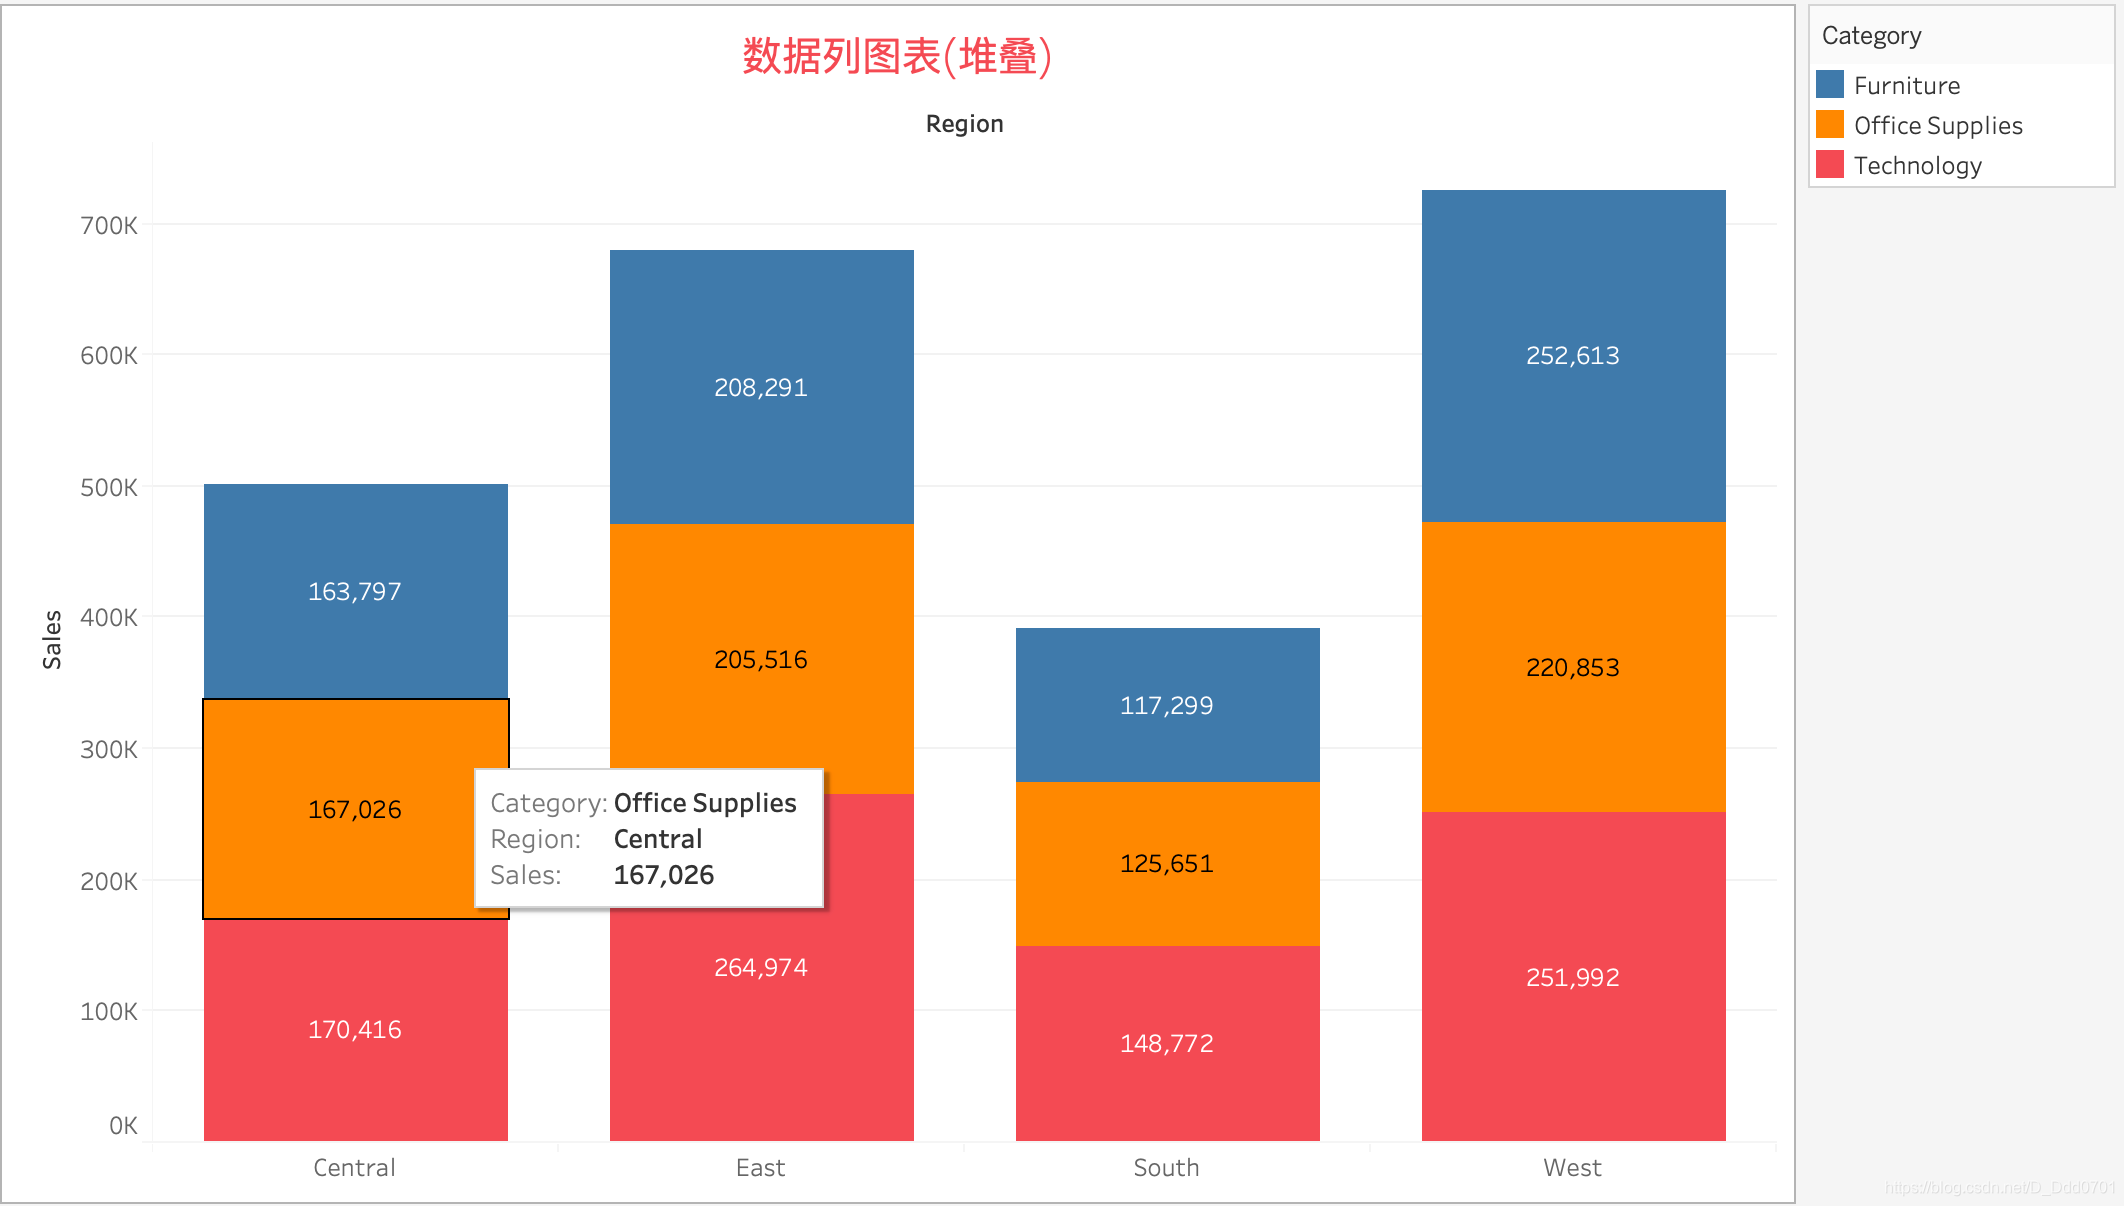 数据列图表(堆叠)
Region
Category
Furniture
Office Supplies
Technology
Sales
700K
600K
500K
400K
300K
200K
100K
0K
163,797
167,026
170,416
208,291
205,516
264,974
117,299
125,651
148,772
252,613
220,853
251,992
Category: Office Supplies
Region: Central
Sales: 167,026
Central East South West
https://blog.csdn.net/D_Ddd0701